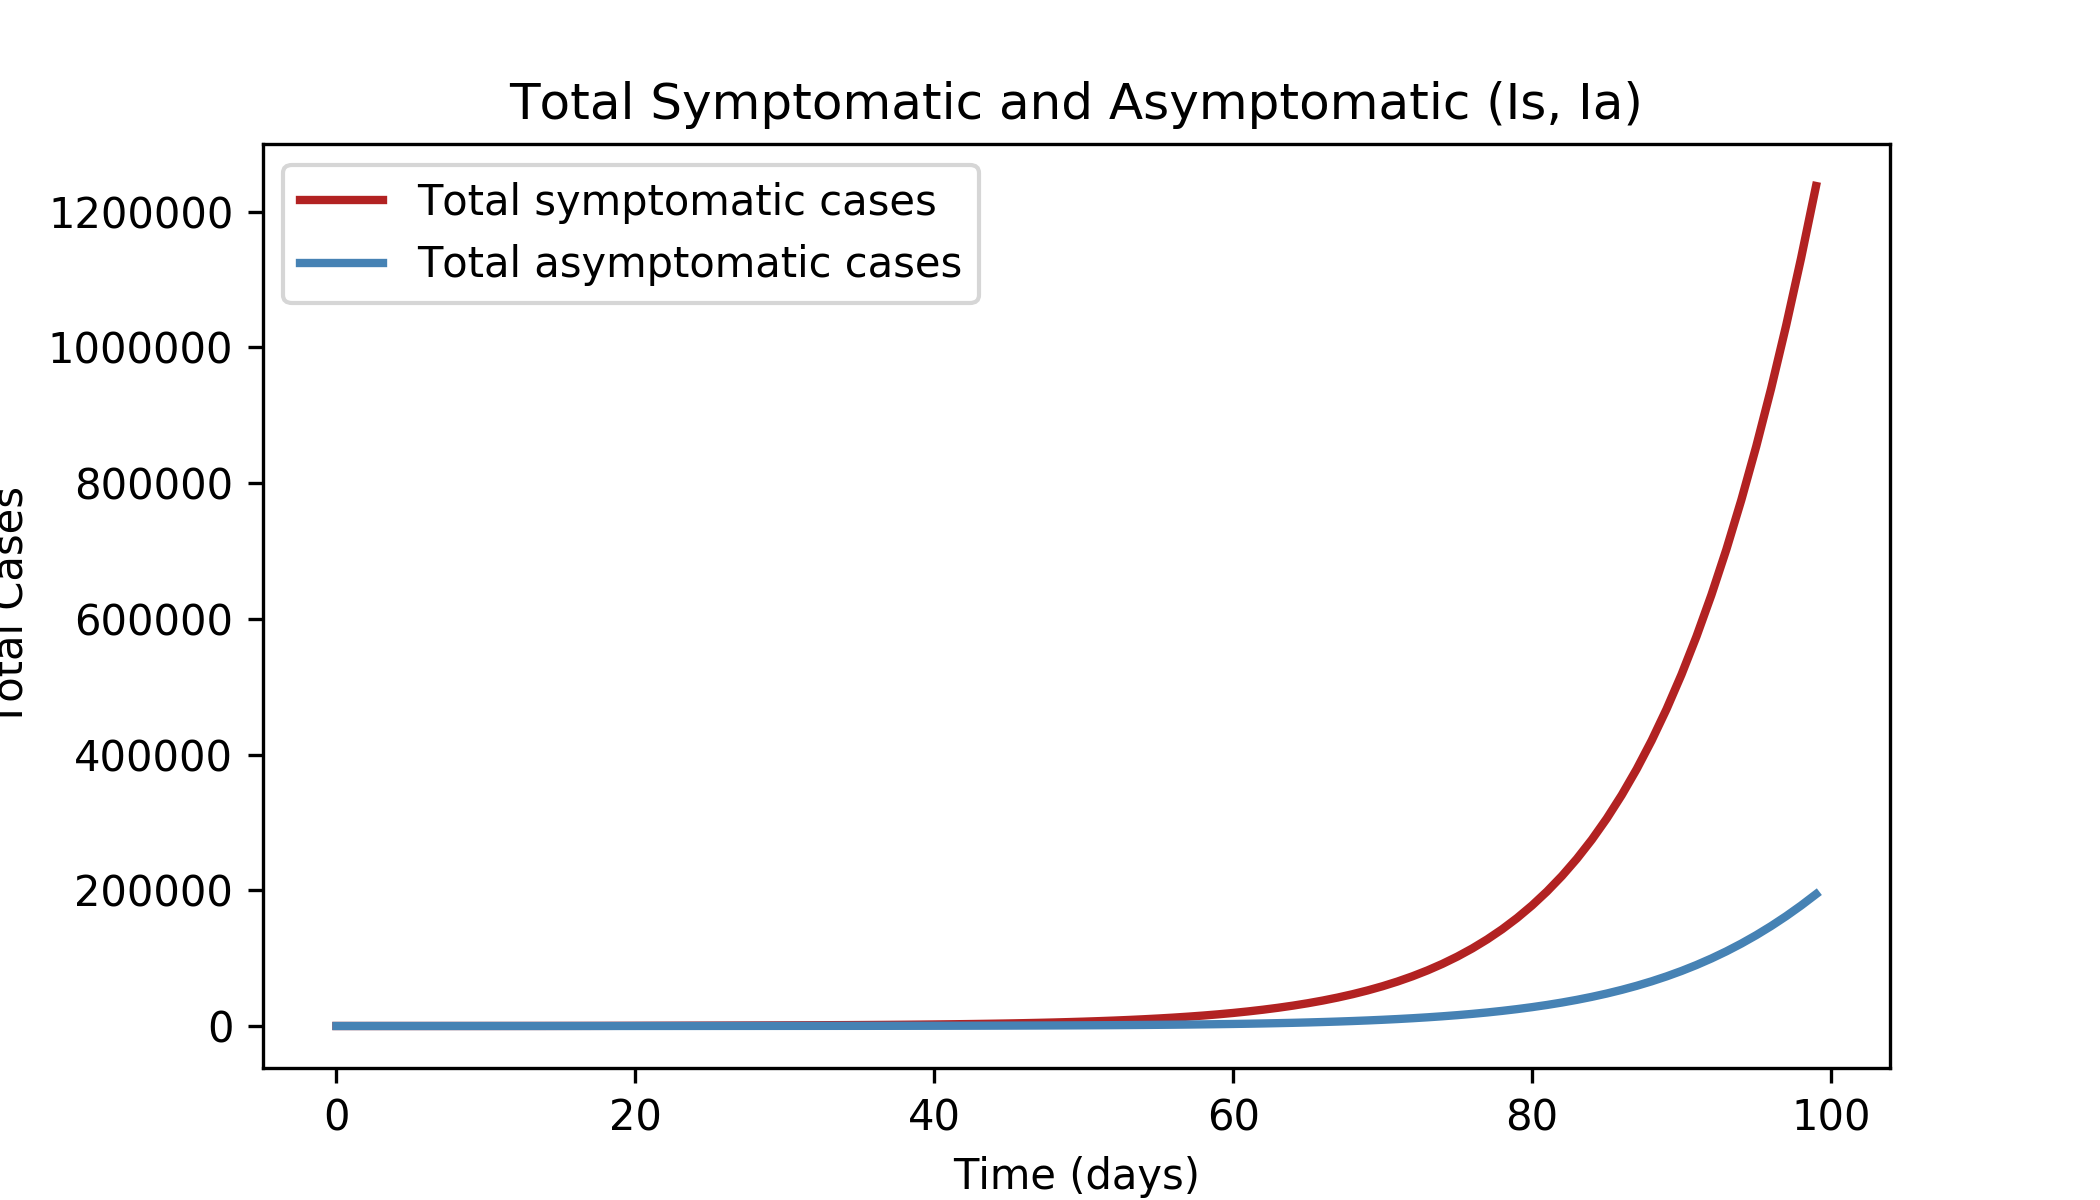 Total Symptomatic and Asymptomatic (Is, Ia)
Total symptomatic cases
Total asymptomatic cases
1200000
1000000
800000
600000
400000
200000
0
Total Cases
0 20 40 60 80 100
Time (days)